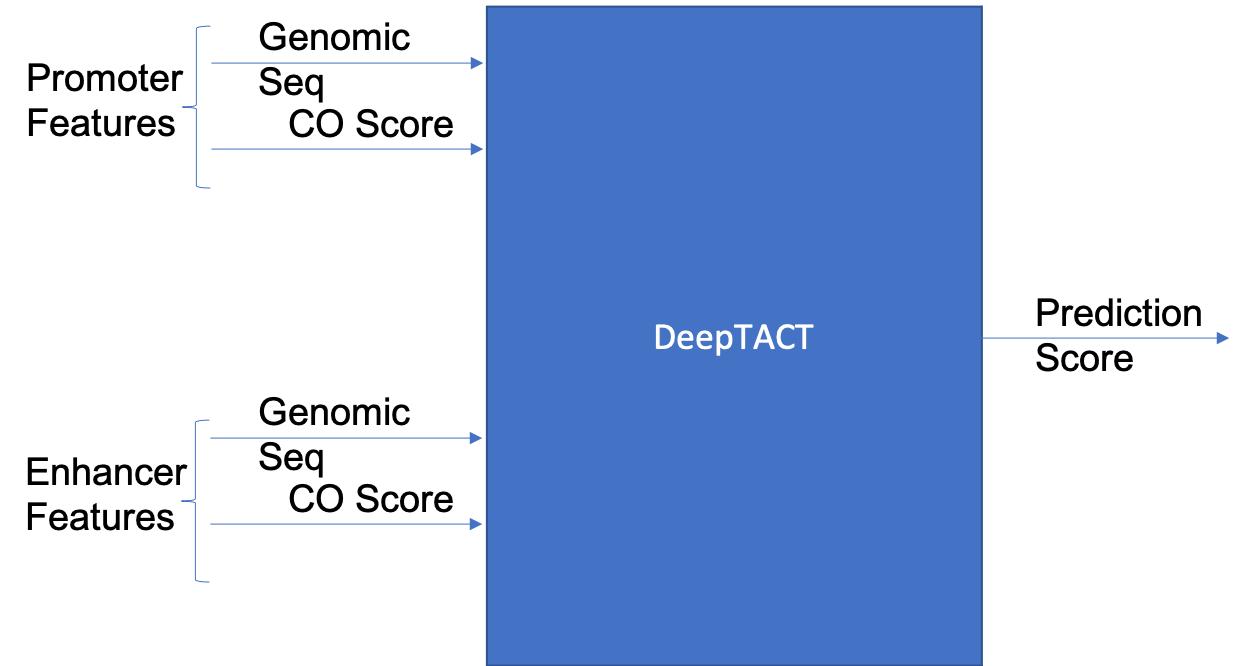 Promoter
Features
Genomic
Seq
CO Score
DeepTACT
Prediction
Score
Enhancer
Features
Genomic
Seq
CO Score